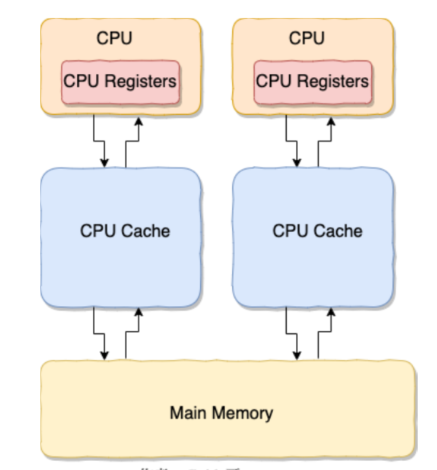 CPU
CPU
CPU Registers
CPU Registers
CPU Cache
CPU Cache
Main Memory